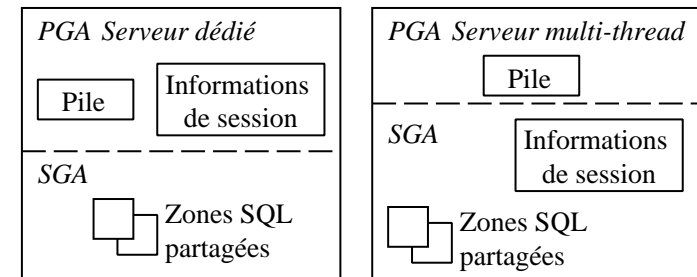 PGA Serveur dédié
Pile
Informations
de session
SGA
Zones SQL
partagées
PGA Serveur multi-thread
Pile
SGA
Informations
de session
Zones SQL
partagées